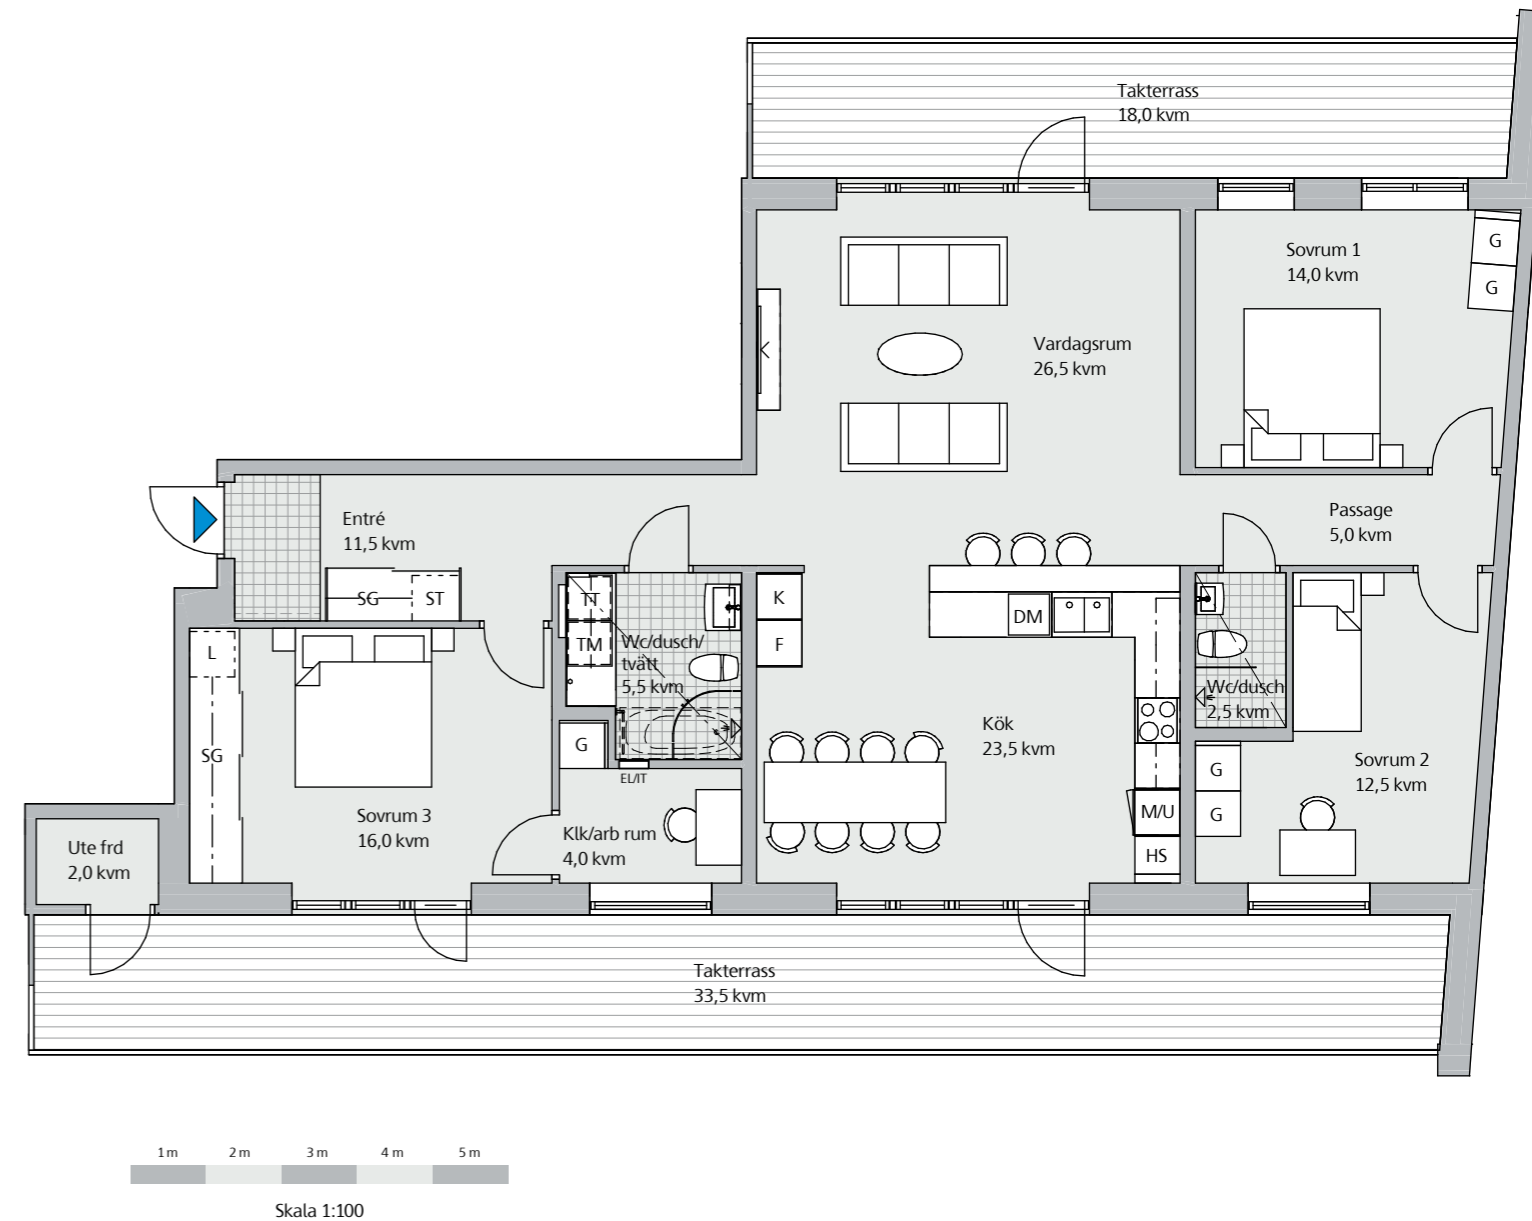 Takterrass
18,0 kvm
Sovrum 1
14,0 kvm
G
G
Vardagsrum
26,5 kvm
Entré
11,5 kvm
Passage
5,0 kvm
SG
ST
TT
TM
Wc/dusch/
tvätt
5,5 kvm
K
F
DM
L
SG
G
EL/IT
Kök
23,5 kvm
Wc/dusch
2,5 kvm
Sovrum 2
12,5 kvm
G
G
M/U
HS
Sovrum 3
16,0 kvm
Klk/arb rum
4,0 kvm
Ute frd
2,0 kvm
Takterrass
33,5 kvm
1 m 2 m 3 m 4 m 5 m
Skala 1:100